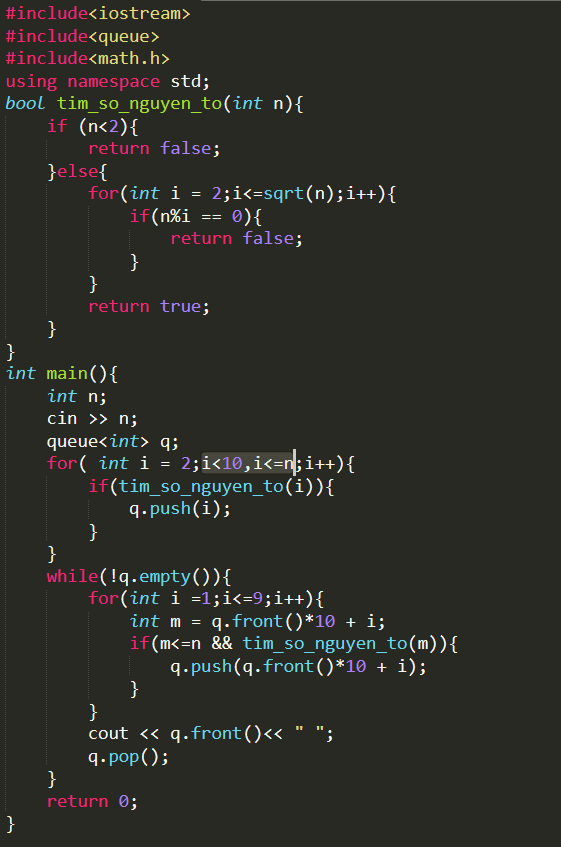 #include<iostream>
#include<queue>
#include<math.h>
using namespace std;
bool tim_so_nguyen_to(int n){
    if (n<2){
        return false;
    }else{
        for(int i = 2;i<=sqrt(n);i++){
            if(n%i == 0){
                return false;
            }
        }
        return true;
    }
}
int main(){
    int n;
    cin >> n;
    queue<int> q;
    for( int i = 2;i<10,i<=n;i++){
        if(tim_so_nguyen_to(i)){
            q.push(i);
        }
    }
    while(!q.empty()){
        for(int i =1;i<=9;i++){
            int m = q.front()*10 + i;
            if(m<=n && tim_so_nguyen_to(m)){
                q.push(q.front()*10 + i);
            }
        }
        cout << q.front()<< " ";
        q.pop();
    }
    return 0;
}